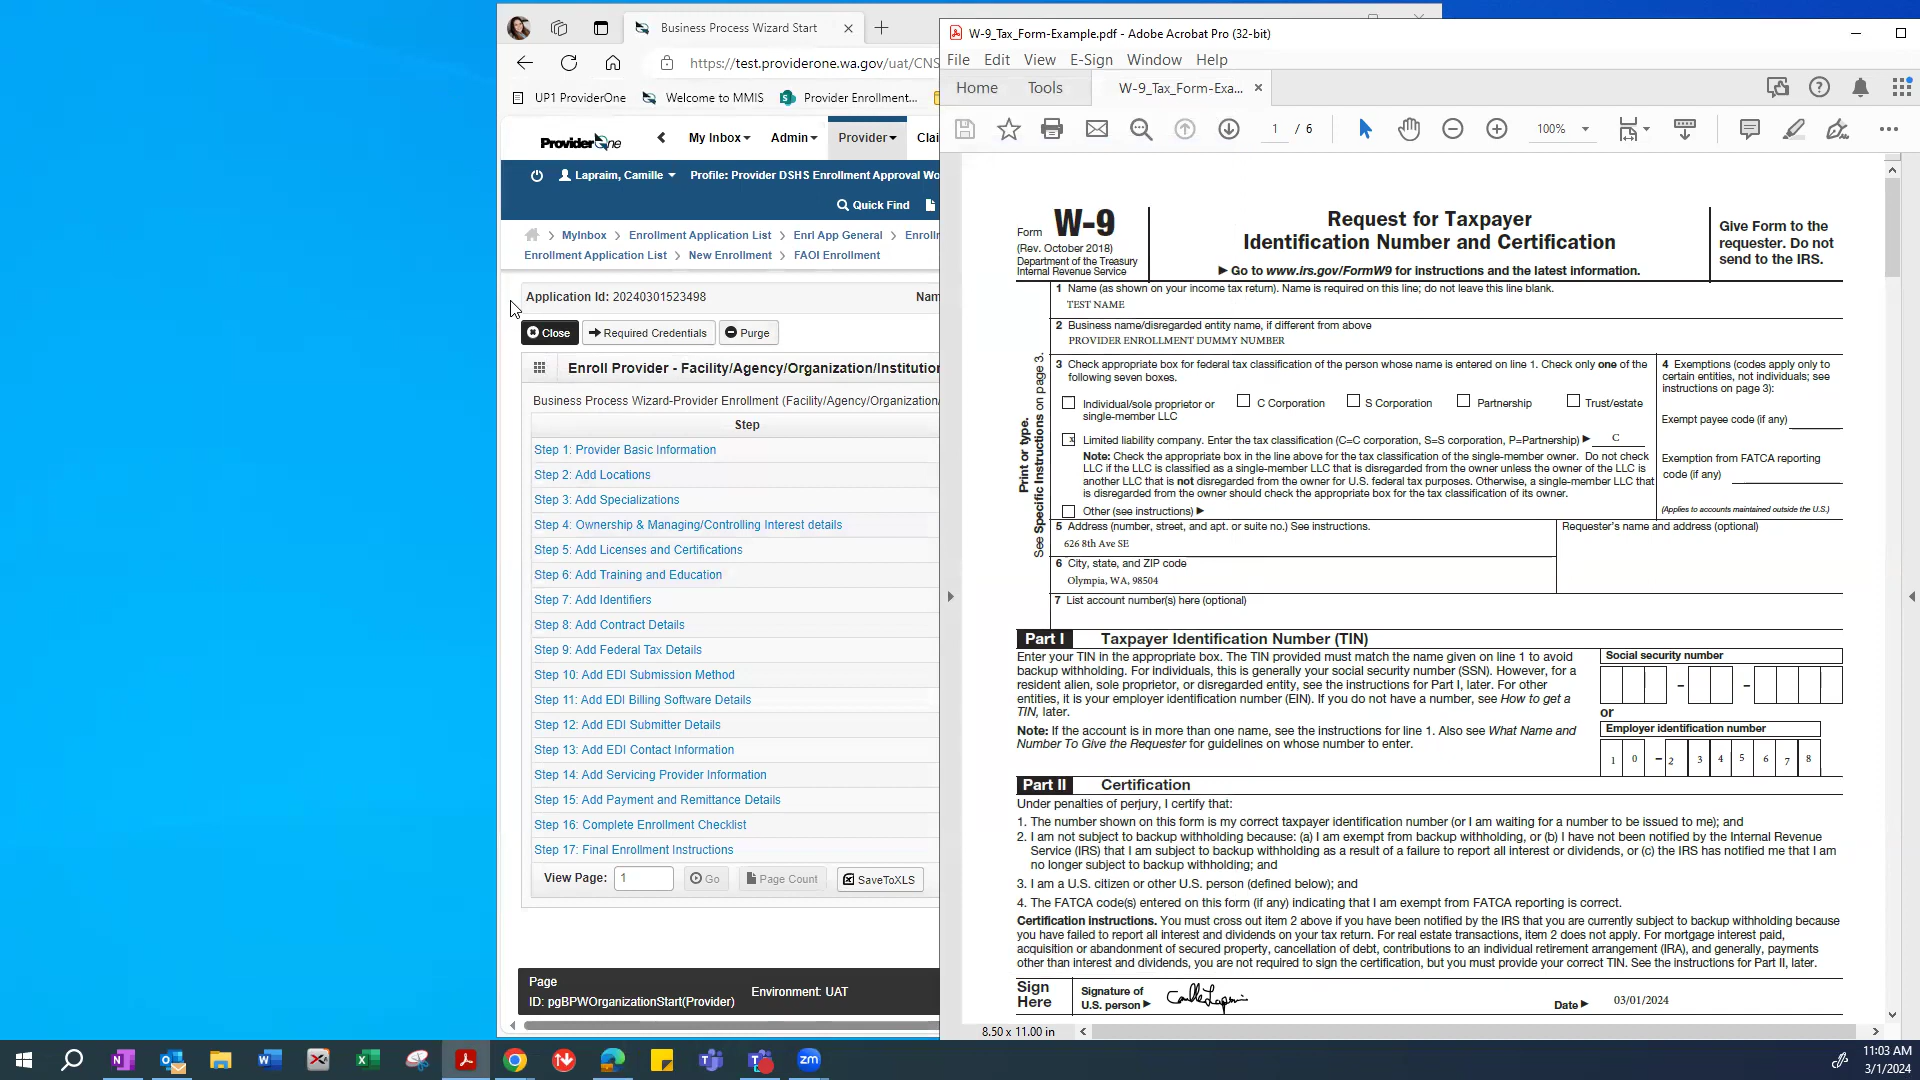 Business Process Wizard Start
https://test.providerone.wa.gov/uat/CNS
UP1 ProviderOne
Welcome to MMIS
Provider Enrollment...
ProviderOne
My Inbox
Admin
Provider
Clai
Lapraim, Camille
Profile: Provider DSHS Enrollment Approval Wo
Quick Find
MyInbox
Enrollment Application List
Enrl App General
Enrolln
Enrollment Application List
New Enrollment
FAOI Enrollment
Application Id: 20240301523498
Nam
Close
Required Credentials
Purge
Enroll Provider - Facility/Agency/Organization/Institution
Business Process Wizard-Provider Enrollment (Facility/Agency/Organization/
Step
Step 1: Provider Basic Information
Step 2: Add Locations
Step 3: Add Specializations
Step 4: Ownership & Managing/Controlling Interest details
Step 5: Add Licenses and Certifications
Step 6: Add Training and Education
Step 7: Add Identifiers
Step 8: Add Contract Details
Step 9: Add Federal Tax Details
Step 10: Add EDI Submission Method
Step 11: Add EDI Billing Software Details
Step 12: Add EDI Submitter Details
Step 13: Add EDI Contact Information
Step 14: Add Servicing Provider Information
Step 15: Add Payment and Remittance Details
Step 16: Complete Enrollment Checklist
Step 17: Final Enrollment Instructions
View Page: 1
Go
Page Count
SaveToXLS
Page
ID: pgBPWOrganizationStart(Provider)
Environment: UAT
W-9_Tax_Form-Example.pdf - Adobe Acrobat Pro (32-bit)
File Edit View E-Sign Window Help
Home Tools W-9_Tax_Form-Exa...
1 / 6
100%
Form W-9
(Rev. October 2018)
Department of the Treasury
Internal Revenue Service
Request for Taxpayer
Identification Number and Certification
▶ Go to www.irs.gov/FormW9 for instructions and the latest information.
Give Form to the
requester. Do not
send to the IRS.
Print or type.
See Specific Instructions on page 3.
1 Name (as shown on your income tax return). Name is required on this line; do not leave this line blank.
TEST NAME
2 Business name/disregarded entity name, if different from above
PROVIDER ENROLLMENT DUMMY NUMBER
3 Check appropriate box for federal tax classification of the person whose name is entered on line 1. Check only one of the
following seven boxes.
Individual/sole proprietor or
single-member LLC
C Corporation
S Corporation
Partnership
Trust/estate
x Limited liability company. Enter the tax classification (C=C corporation, S=S corporation, P=Partnership) ▶ C
Note: Check the appropriate box in the line above for the tax classification of the single-member owner. Do not check
LLC if the LLC is classified as a single-member LLC that is disregarded from the owner unless the owner of the LLC is
another LLC that is not disregarded from the owner for U.S. federal tax purposes. Otherwise, a single-member LLC that
is disregarded from the owner should check the appropriate box for the tax classification of its owner.
Other (see instructions) ▶
4 Exemptions (codes apply only to
certain entities, not individuals; see
instructions on page 3):
Exempt payee code (if any)
Exemption from FATCA reporting
code (if any)
(Applies to accounts maintained outside the U.S.)
5 Address (number, street, and apt. or suite no.) See instructions.
626 8th Ave SE
Requester's name and address (optional)
6 City, state, and ZIP code
Olympia, WA, 98504
7 List account number(s) here (optional)
Part I Taxpayer Identification Number (TIN)
Enter your TIN in the appropriate box. The TIN provided must match the name given on line 1 to avoid
backup withholding. For individuals, this is generally your social security number (SSN). However, for a
resident alien, sole proprietor, or disregarded entity, see the instructions for Part I, later. For other
entities, it is your employer identification number (EIN). If you do not have a number, see How to get a
TIN, later.
Note: If the account is in more than one name, see the instructions for line 1. Also see What Name and
Number To Give the Requester for guidelines on whose number to enter.
Social security number
– –
or
Employer identification number
1 0 – 2 3 4 5 6 7 8
Part II Certification
Under penalties of perjury, I certify that:
1. The number shown on this form is my correct taxpayer identification number (or I am waiting for a number to be issued to me); and
2. I am not subject to backup withholding because: (a) I am exempt from backup withholding, or (b) I have not been notified by the Internal Revenue
Service (IRS) that I am subject to backup withholding as a result of a failure to report all interest or dividends, or (c) the IRS has notified me that I am
no longer subject to backup withholding; and
3. I am a U.S. citizen or other U.S. person (defined below); and
4. The FATCA code(s) entered on this form (if any) indicating that I am exempt from FATCA reporting is correct.
Certification instructions. You must cross out item 2 above if you have been notified by the IRS that you are currently subject to backup withholding because
you have failed to report all interest and dividends on your tax return. For real estate transactions, item 2 does not apply. For mortgage interest paid,
acquisition or abandonment of secured property, cancellation of debt, contributions to an individual retirement arrangement (IRA), and generally, payments
other than interest and dividends, you are not required to sign the certification, but you must provide your correct TIN. See the instructions for Part II, later.
Sign
Here
Signature of
U.S. person ▶
Camille Lapraim
Date ▶ 03/01/2024
8.50 x 11.00 in
11:03 AM
3/1/2024